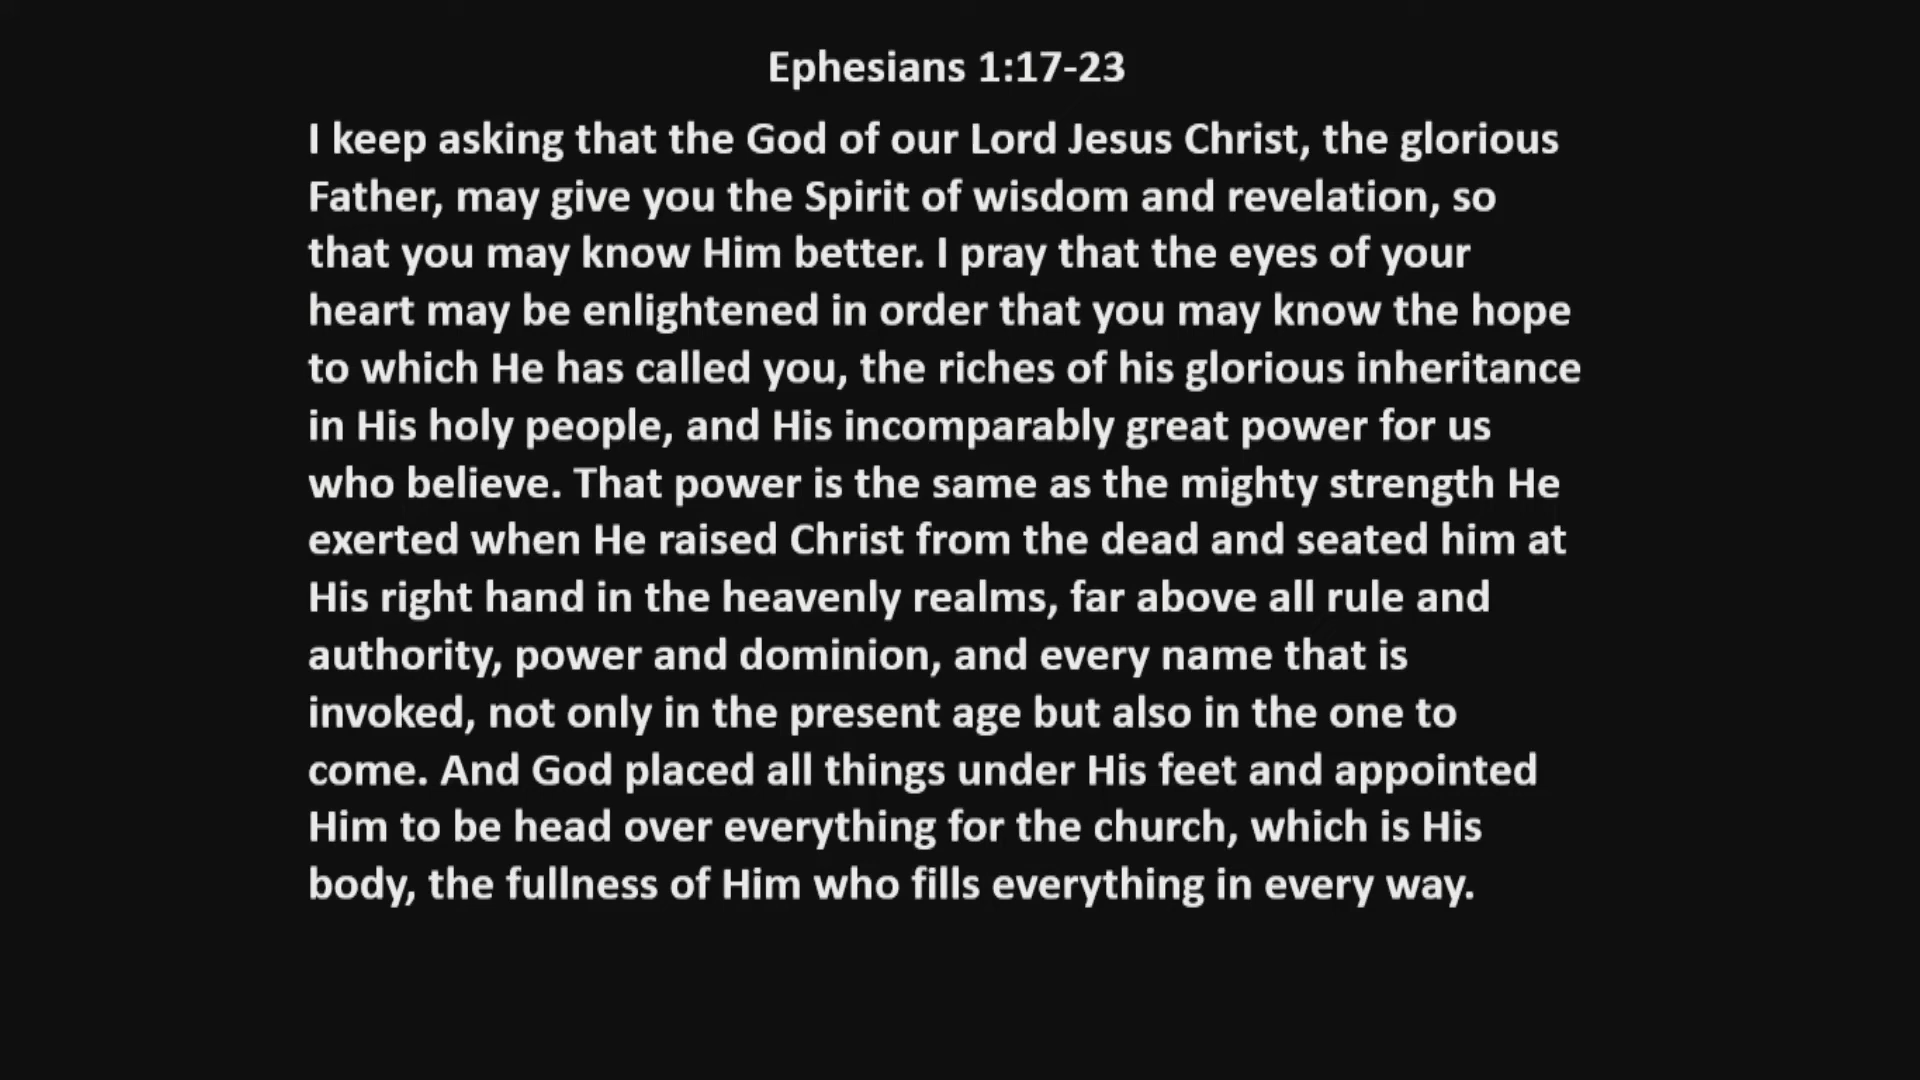 Ephesians 1:17-23
I keep asking that the God of our Lord Jesus Christ, the glorious
Father, may give you the Spirit of wisdom and revelation, so
that you may know Him better. I pray that the eyes of your
heart may be enlightened in order that you may know the hope
to which He has called you, the riches of his glorious inheritance
in His holy people, and His incomparably great power for us
who believe. That power is the same as the mighty strength He
exerted when He raised Christ from the dead and seated him at
His right hand in the heavenly realms, far above all rule and
authority, power and dominion, and every name that is
invoked, not only in the present age but also in the one to
come. And God placed all things under His feet and appointed
Him to be head over everything for the church, which is His
body, the fullness of Him who fills everything in every way.